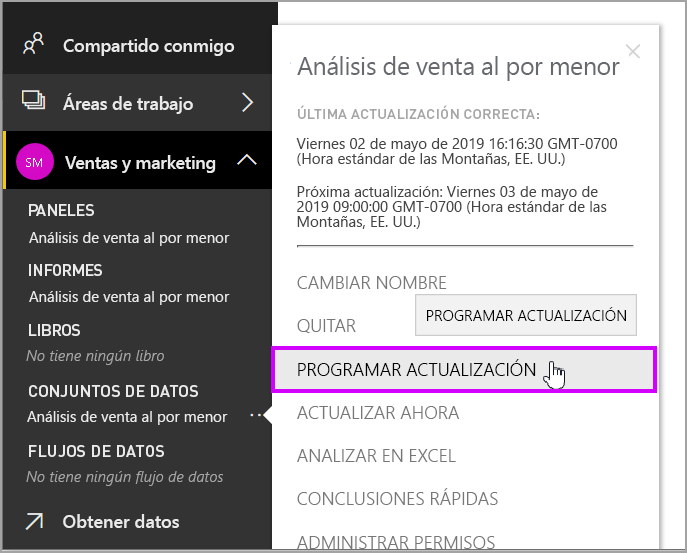 Compartido conmigo
Áreas de trabajo
SM
Ventas y marketing
PANELES
Análisis de venta al por menor
INFORMES
Análisis de venta al por menor
LIBROS
No tiene ningún libro
CONJUNTOS DE DATOS
Análisis de venta al por menor
FLUJOS DE DATOS
No tiene ningún flujo de datos
Obtener datos
Análisis de venta al por menor
ÚLTIMA ACTUALIZACIÓN CORRECTA:
Viernes 02 de mayo de 2019 16:16:30 GMT-0700
(Hora estándar de las Montañas, EE. UU.)
Próxima actualización: Viernes 03 de mayo de
2019 09:00:00 GMT-0700 (Hora estándar de las
Montañas, EE. UU.)
CAMBIAR NOMBRE
QUITAR
PROGRAMAR ACTUALIZACIÓN
PROGRAMAR ACTUALIZACIÓN
ACTUALIZAR AHORA
ANALIZAR EN EXCEL
CONCLUSIONES RÁPIDAS
ADMINISTRAR PERMISOS